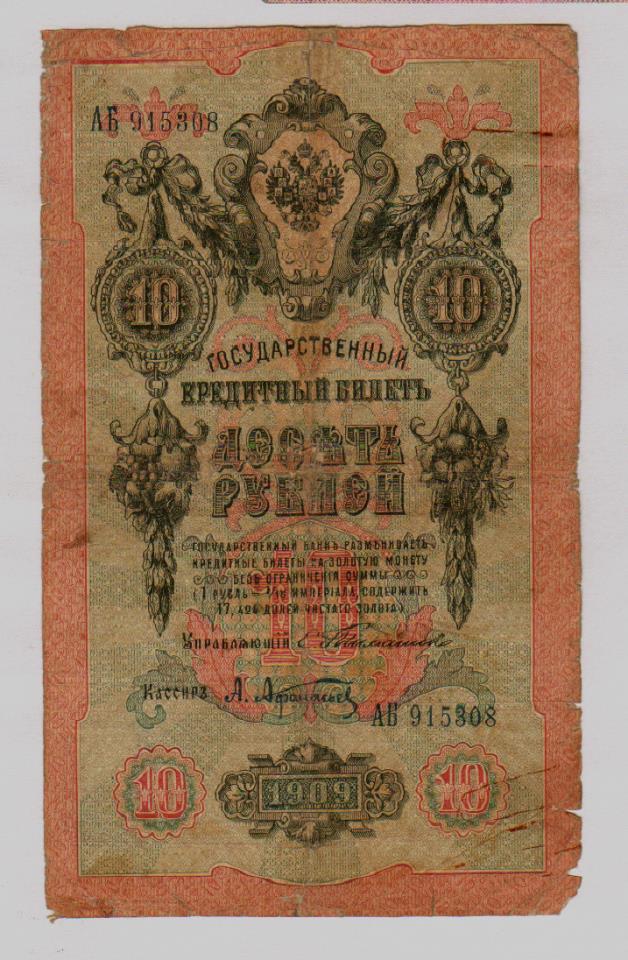 АБ 915308
10 10
ГОСУДАРСТВЕННЫЙ
КРЕДИТНЫЙ БИЛЕТЪ
ДЕСЯТЬ
РУБЛЕЙ
ГОСУДАРСТВЕННЫЙ БАНКЪ РАЗМѢНИВАЕТЪ
КРЕДИТНЫЕ БИЛЕТЫ НА ЗОЛОТУЮ МОНЕТУ
БЕЗЪ ОГРАНИЧЕНІЯ СУММЫ
(1 РУБЛЬ = 1/15 ИМПЕРІАЛА, СОДЕРЖИТЪ
17,424 ДОЛЕЙ ЧИСТАГО ЗОЛОТА)
10
УПРАВЛЯЮЩІЙ
КАССИРЪ А. Афанасьев
АБ 915308
10 1909 10